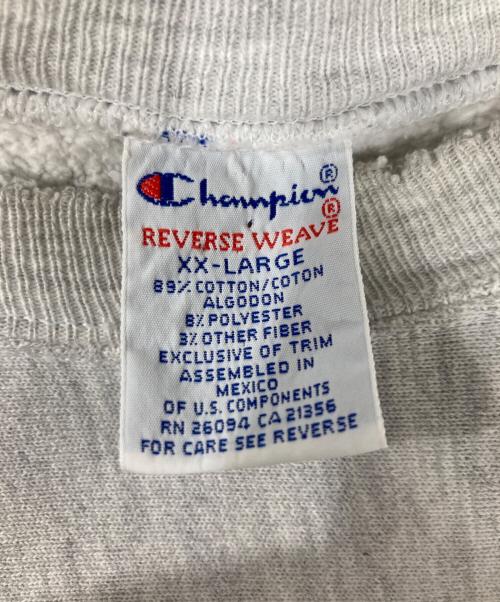 Champion®
REVERSE WEAVE®
XX-LARGE
89% COTTON/COTON
ALGODON
8% POLYESTER
3% OTHER FIBER
EXCLUSIVE OF TRIM
ASSEMBLED IN
MEXICO
OF U.S. COMPONENTS
RN 26094 CA 21356
FOR CARE SEE REVERSE